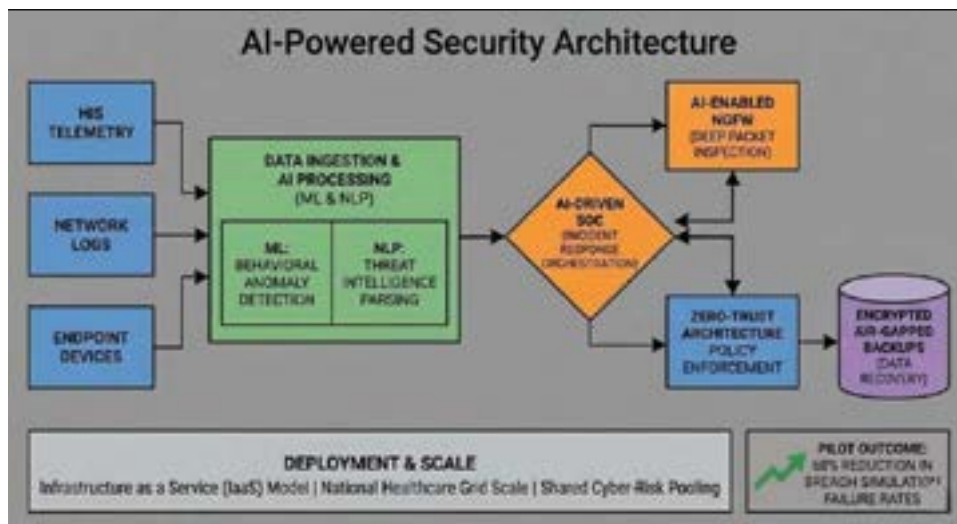 AI-Powered Security Architecture
HIS
TELEMETRY
NETWORK
LOGS
ENDPOINT
DEVICES
DATA INGESTION &
AI PROCESSING
(ML & NLP)
ML:
BEHAVIORAL
ANOMALY
DETECTION
NLP:
THREAT
INTELLIGENCE
PARSING
AI-DRIVEN
SOC
(INCIDENT
RESPONSE
ORCHESTRATION)
AI-ENABLED
NGFW
(DEEP PACKET
INSPECTION)
ZERO-TRUST
ARCHITECTURE
POLICY
ENFORCEMENT
ENCRYPTED
AIR-GAPPED
BACKUPS
(DATA
RECOVERY)
DEPLOYMENT & SCALE
Infrastructure as a Service (IaaS) Model | National Healthcare Grid Scale | Shared Cyber-Risk Pooling
PILOT OUTCOME:
REDUCTION IN
BREACH SIMULATION
FAILURE RATES